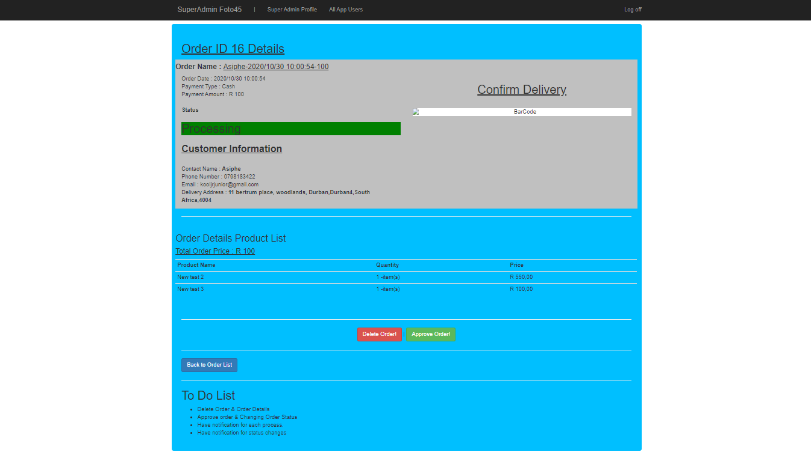 SuperAdmin Foto45 | Super Admin Profile All App Users Log off
Order ID 16 Details
Order Name : Asiphe-2020/10/30 10:00:54-100
Order Date : 2020/10/30 10:00:54
Payment Type : Cash
Payment Amount : R 100
Status
Processing
Confirm Delivery
BarCode
Customer Information
Contact Name : Asiphe
Phone Number : 0798183422
Email : kosijrjunior@gmail.com
Delivery Address : 11 bertrum place, woodlands, Durban,Durban4,South
Africa,4004
Order Details Product List
Total Order Price : R 100
Product Name Quantity Price
New test 2 1 -item(s) R
New test 3 1 -item(s) R 100,00
Delete Order! Approve Order!
Back to Order List
To Do List
Delete Order & Order Details
Approve order & Changing Order Status
Have notification for each process
Have notification for status changes